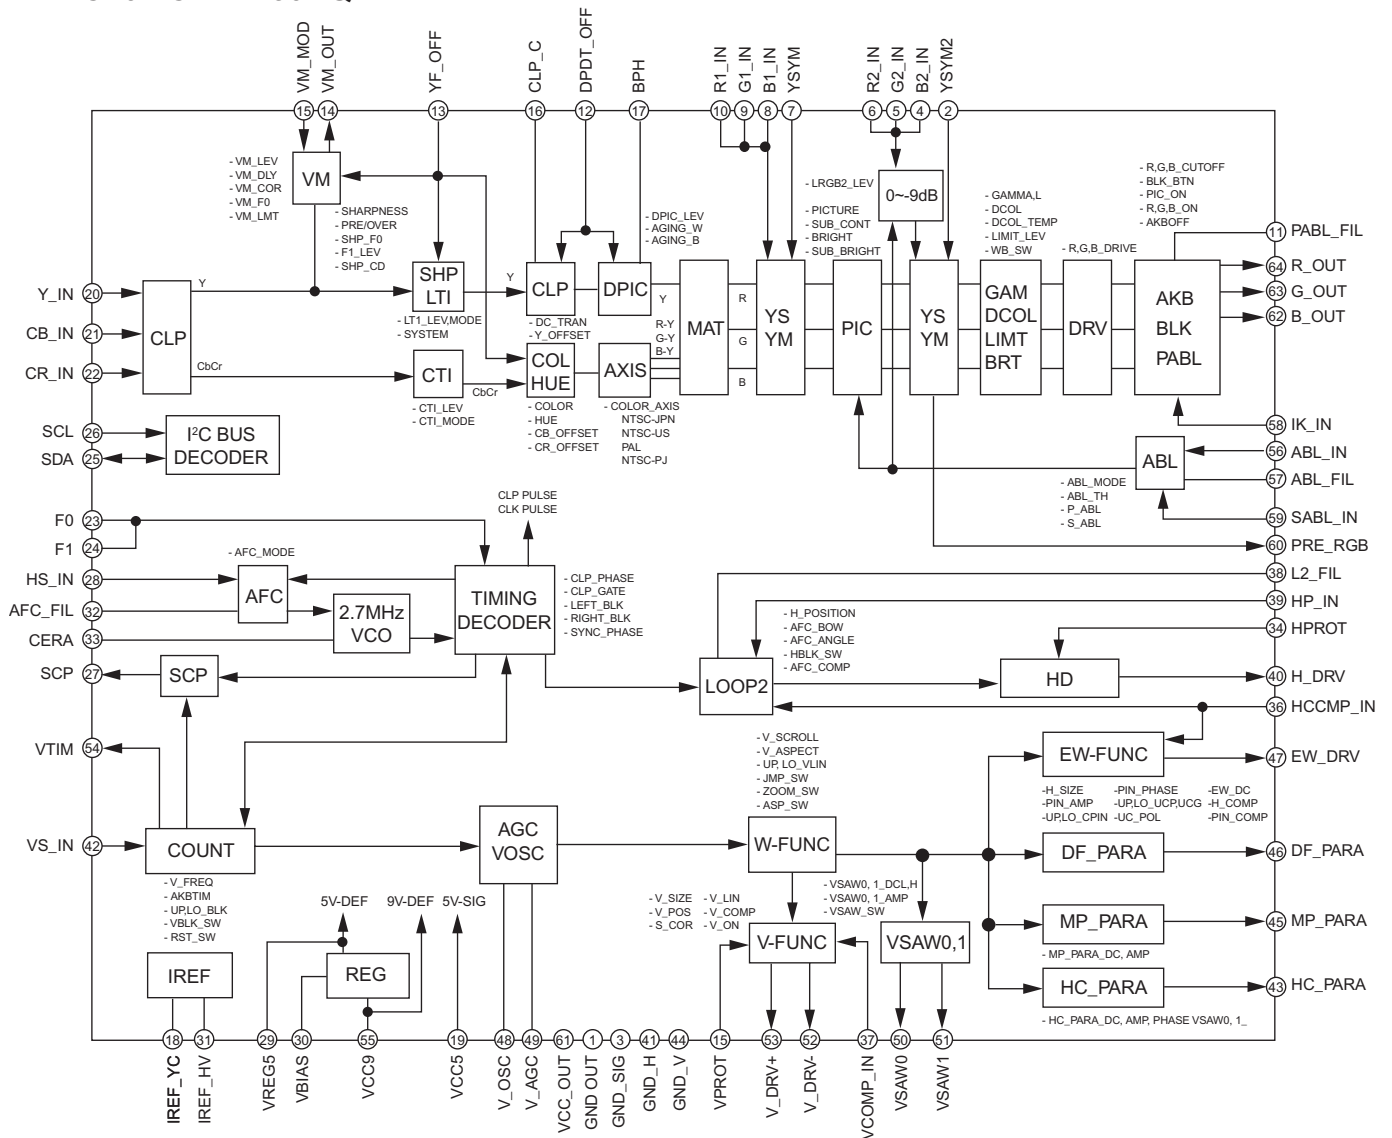 VM_MOD
VM_OUT
YF_OFF
CLP_C
DPDT_OFF
BPH
R1_IN
G1_IN
B1_IN
YSYM
R2_IN
G2_IN
B2_IN
YSYM2
15
14
13
16
12
17
10
9
8
7
6
5
4
2
- VM_LEV
- VM_DLY
- VM_COR
- VM_F0
- VM_LMT
VM
- SHARPNESS
- PRE/OVER
- SHP_F0
- F1_LEV
- SHP_CD
- DPIC_LEV
- AGING_W
- AGING_B
- LRGB2_LEV
0~-9dB
- PICTURE
- SUB_CONT
- BRIGHT
- SUB_BRIGHT
- GAMMA,L
- DCOL
- DCOL_TEMP
- LIMIT_LEV
- WB_SW
- R,G,B_DRIVE
- R,G,B_CUTOFF
- BLK_BTN
- PIC_ON
- R,G,B_ON
- AKBOFF
11 PABL_FIL
64 R_OUT
63 G_OUT
62 B_OUT
Y_IN 20
CB_IN 21
CR_IN 22
CLP
Y
CbCr
SHP
LTI
- LT1_LEV,MODE
- SYSTEM
CTI
- CTI_LEV
- CTI_MODE
Y
CbCr
CLP
- DC_TRAN
- Y_OFFSET
COL
HUE
- COLOR
- HUE
- CB_OFFSET
- CR_OFFSET
DPIC
AXIS
- COLOR_AXIS
NTSC-JPN
NTSC-US
PAL
NTSC-PJ
Y
R-Y
G-Y
B-Y
MAT
R
G
B
YS
YM
PIC
YS
YM
GAM
DCOL
LIMT
BRT
DRV
AKB
BLK
PABL
SCL 26
SDA 25
I²C BUS
DECODER
58 IK_IN
56 ABL_IN
57 ABL_FIL
59 SABL_IN
60 PRE_RGB
ABL
- ABL_MODE
- ABL_TH
- P_ABL
- S_ABL
F0 23
F1 24
HS_IN 28
AFC_FIL 32
CERA 33
SCP 27
VTIM 54
VS_IN 42
CLP PULSE
CLK PULSE
- AFC_MODE
AFC
2.7MHz
VCO
TIMING
DECODER
- CLP_PHASE
- CLP_GATE
- LEFT_BLK
- RIGHT_BLK
- SYNC_PHASE
SCP
38 L2_FIL
39 HP_IN
34 HPROT
40 H_DRV
36 HCCMP_IN
47 EW_DRV
46 DF_PARA
45 MP_PARA
43 HC_PARA
- H_POSITION
- AFC_BOW
- AFC_ANGLE
- HBLK_SW
- AFC_COMP
LOOP2
HD
- V_SCROLL
- V_ASPECT
- UP, LO_VLIN
- JMP_SW
- ZOOM_SW
- ASP_SW
EW-FUNC
-H_SIZE -PIN_PHASE -EW_DC
-PIN_AMP -UP,LO_UCP,UCG -H_COMP
-UP,LO_CPIN -UC_POL -PIN_COMP
COUNT
- V_FREQ
- AKBTIM
- UP,LO_BLK
- VBLK_SW
- RST_SW
AGC
VOSC
W-FUNC
DF_PARA
5V-DEF
9V-DEF
5V-SIG
- V_SIZE - V_LIN
- V_POS - V_COMP
- S_COR - V_ON
- VSAW0, 1_DCL,H
- VSAW0, 1_AMP
- VSAW_SW
V-FUNC
VSAW0,1
MP_PARA
- MP_PARA_DC, AMP
HC_PARA
- HC_PARA_DC, AMP, PHASE VSAW0, 1_
IREF
REG
18
31
29
30
55
19
48
49
61
1
3
41
44
15
53
52
37
50
51
IREF_YC
IREF_HV
VREG5
VBIAS
VCC9
VCC5
V_OSC
V_AGC
VCC_OUT
GND OUT
GND_SIG
GND_H
GND_V
VPROT
V_DRV+
V_DRV-
VCOMP_IN
VSAW0
VSAW1